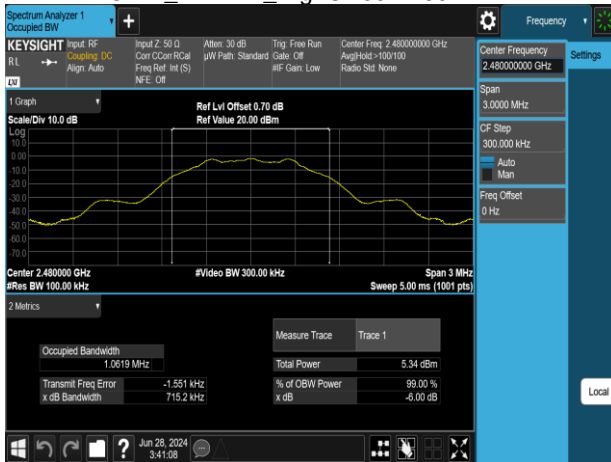 Spectrum Analyzer 1
Occupied BW
+
Frequency
KEYSIGHT Input: RF Input Z: 50 Ω Atten: 30 dB Trig: Free Run Center Freq: 2.480000000 GHz
RL Coupling: DC Corr CCorr RCal µW Path: Standard Gate: Off Avg|Hold:>100/100
Align: Auto Freq Ref: Int (S) #IF Gain: Low Radio Std: None
LXI NFE: Off
Center Frequency
2.480000000 GHz
Settings
Span
3.0000 MHz
CF Step
300.000 kHz
Auto
Man
Freq Offset
0 Hz
Local
1 Graph
Ref Lvl Offset 0.70 dB
Scale/Div 10.0 dB Ref Value 20.00 dBm
Log
10.0
0.00
-10.0
-20.0
-30.0
-40.0
-50.0
-60.0
-70.0
Center 2.480000 GHz #Video BW 300.00 kHz Span 3 MHz
#Res BW 100.00 kHz Sweep 5.00 ms (1001 pts)
2 Metrics
Measure Trace Trace 1
Occupied Bandwidth
1.0619 MHz
Total Power 5.34 dBm
Transmit Freq Error -1.551 kHz % of OBW Power 99.00 %
x dB Bandwidth 715.2 kHz x dB -6.00 dB
? Jun 28, 2024
3:41:08